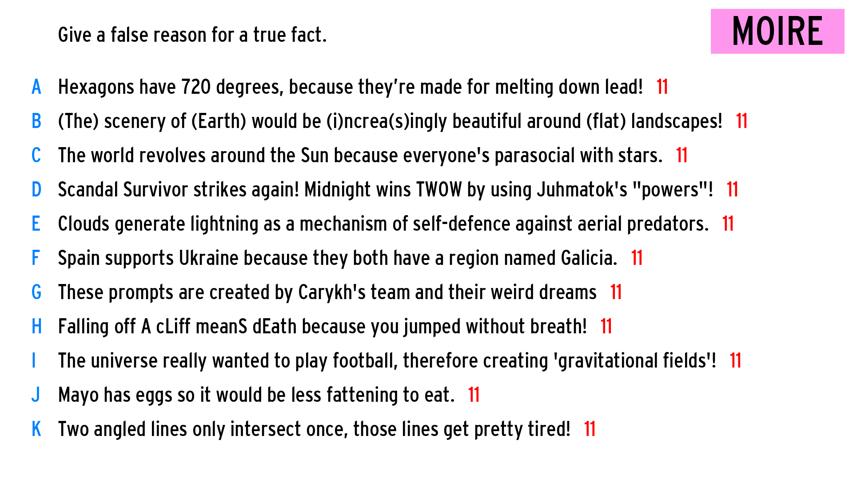 Give a false reason for a true fact.
MOIRE
A Hexagons have 720 degrees, because they're made for melting down lead! 11
B (The) scenery of (Earth) would be (i)ncrea(s)ingly beautiful around (flat) landscapes! 11
C The world revolves around the Sun because everyone's parasocial with stars. 11
D Scandal Survivor strikes again! Midnight wins TWOW by using Juhmatok's "powers"! 11
E Clouds generate lightning as a mechanism of self-defence against aerial predators. 11
F Spain supports Ukraine because they both have a region named Galicia. 11
G These prompts are created by Carykh's team and their weird dreams 11
H Falling off A cLiff meanS dEath because you jumped without breath! 11
I The universe really wanted to play football, therefore creating 'gravitational fields'! 11
J Mayo has eggs so it would be less fattening to eat. 11
K Two angled lines only intersect once, those lines get pretty tired! 11